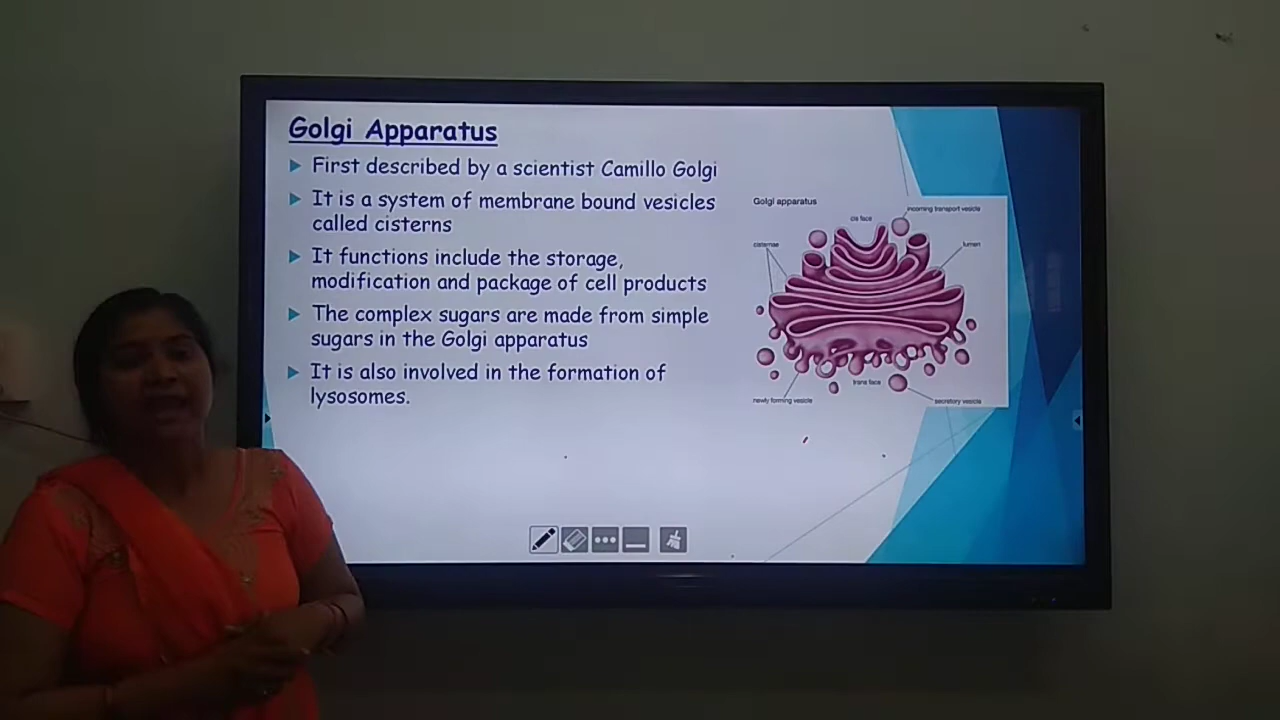 Golgi Apparatus
First described by a scientist Camillo Golgi
It is a system of membrane bound vesicles
called cisterns
It functions include the storage,
modification and package of cell products
The complex sugars are made from simple
sugars in the Golgi apparatus
It is also involved in the formation of
lysosomes.
Golgi apparatus
incoming transport vesicle
cis face
cisternae
lumen
trans face
newly forming vesicle
secretory vesicle